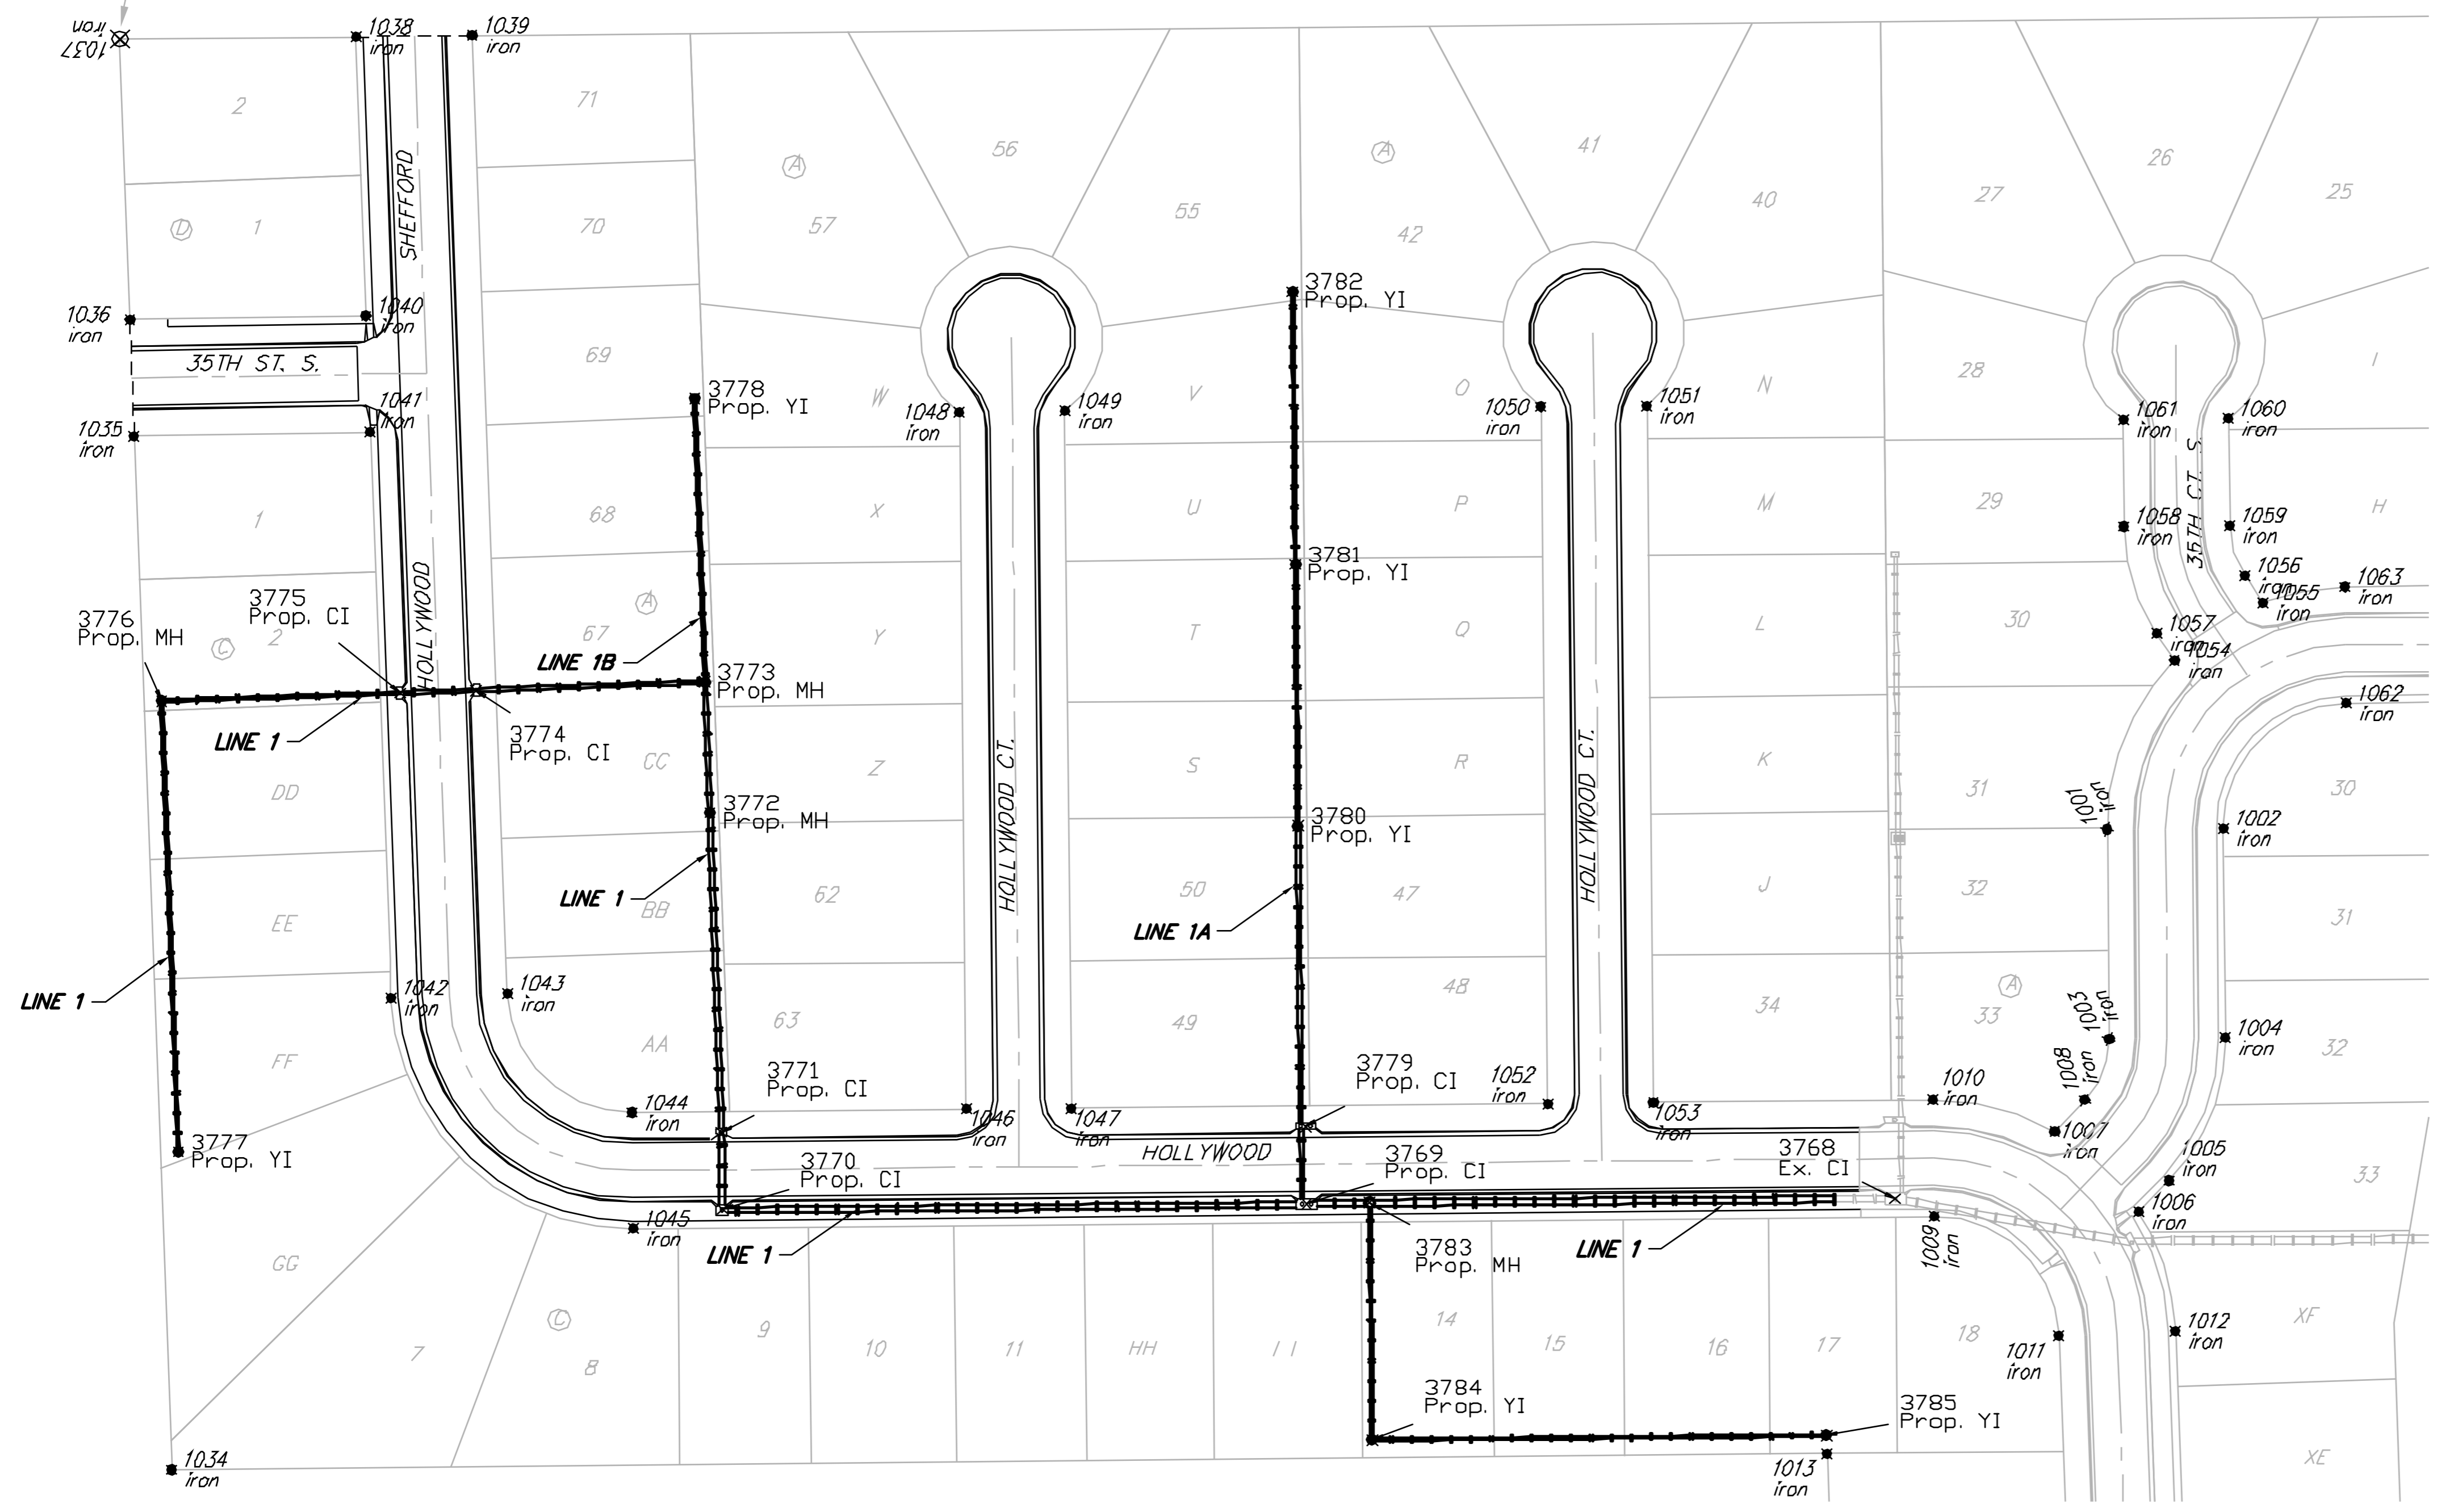 1037
iron
1038
iron
1039
iron
2
71
56
A
A
41
26
SHEFFORD
27
25
40
D
1
70
57
55
42
3782
Prop. YI
1036
iron
1040
iron
35TH ST. S.
69
28
I
3778
Prop. YI
W
V
O
N
1041
iron
1035
iron
1048
iron
1049
iron
1050
iron
1051
iron
1061
iron
1060
iron
35TH CT. S.
1
68
X
U
P
M
29
H
1058
iron
1059
iron
3781
Prop. YI
1056
iron
1055
iron
1063
HOLLYWOOD
3775
Prop. CI
3776
Prop. MH
C
2
A
67
Y
T
Q
L
30
1057
iron
1054
iron
LINE 1B
3773
Prop. MH
1062
iron
LINE 1
3774
Prop. CI
CC
Z
S
R
K
HOLLYWOOD CT.
HOLLYWOOD CT.
DD
31
30
1001
iron
1002
iron
3772
Prop. MH
3780
Prop. YI
LINE 1
BB
62
50
47
J
32
31
EE
LINE 1A
LINE 1
1042
iron
1043
iron
48
A
63
49
34
33
1003
iron
1004
iron
32
FF
AA
3771
Prop. CI
3779
Prop. CI
1052
iron
1010
iron
1008
iron
1044
iron
1046
iron
1047
iron
1053
iron
1007
iron
3777
Prop. YI
HOLLYWOOD
3770
Prop. CI
3769
Prop. CI
3768
Ex. CI
1005
iron
33
1006
iron
1045
iron
LINE 1
3783
Prop. MH
LINE 1
1009
iron
GG
C
7
8
9
10
11
HH
I I
14
15
16
17
18
1011
iron
1012
iron
XF
3784
Prop. YI
3785
Prop. YI
1034
iron
1013
iron
XE